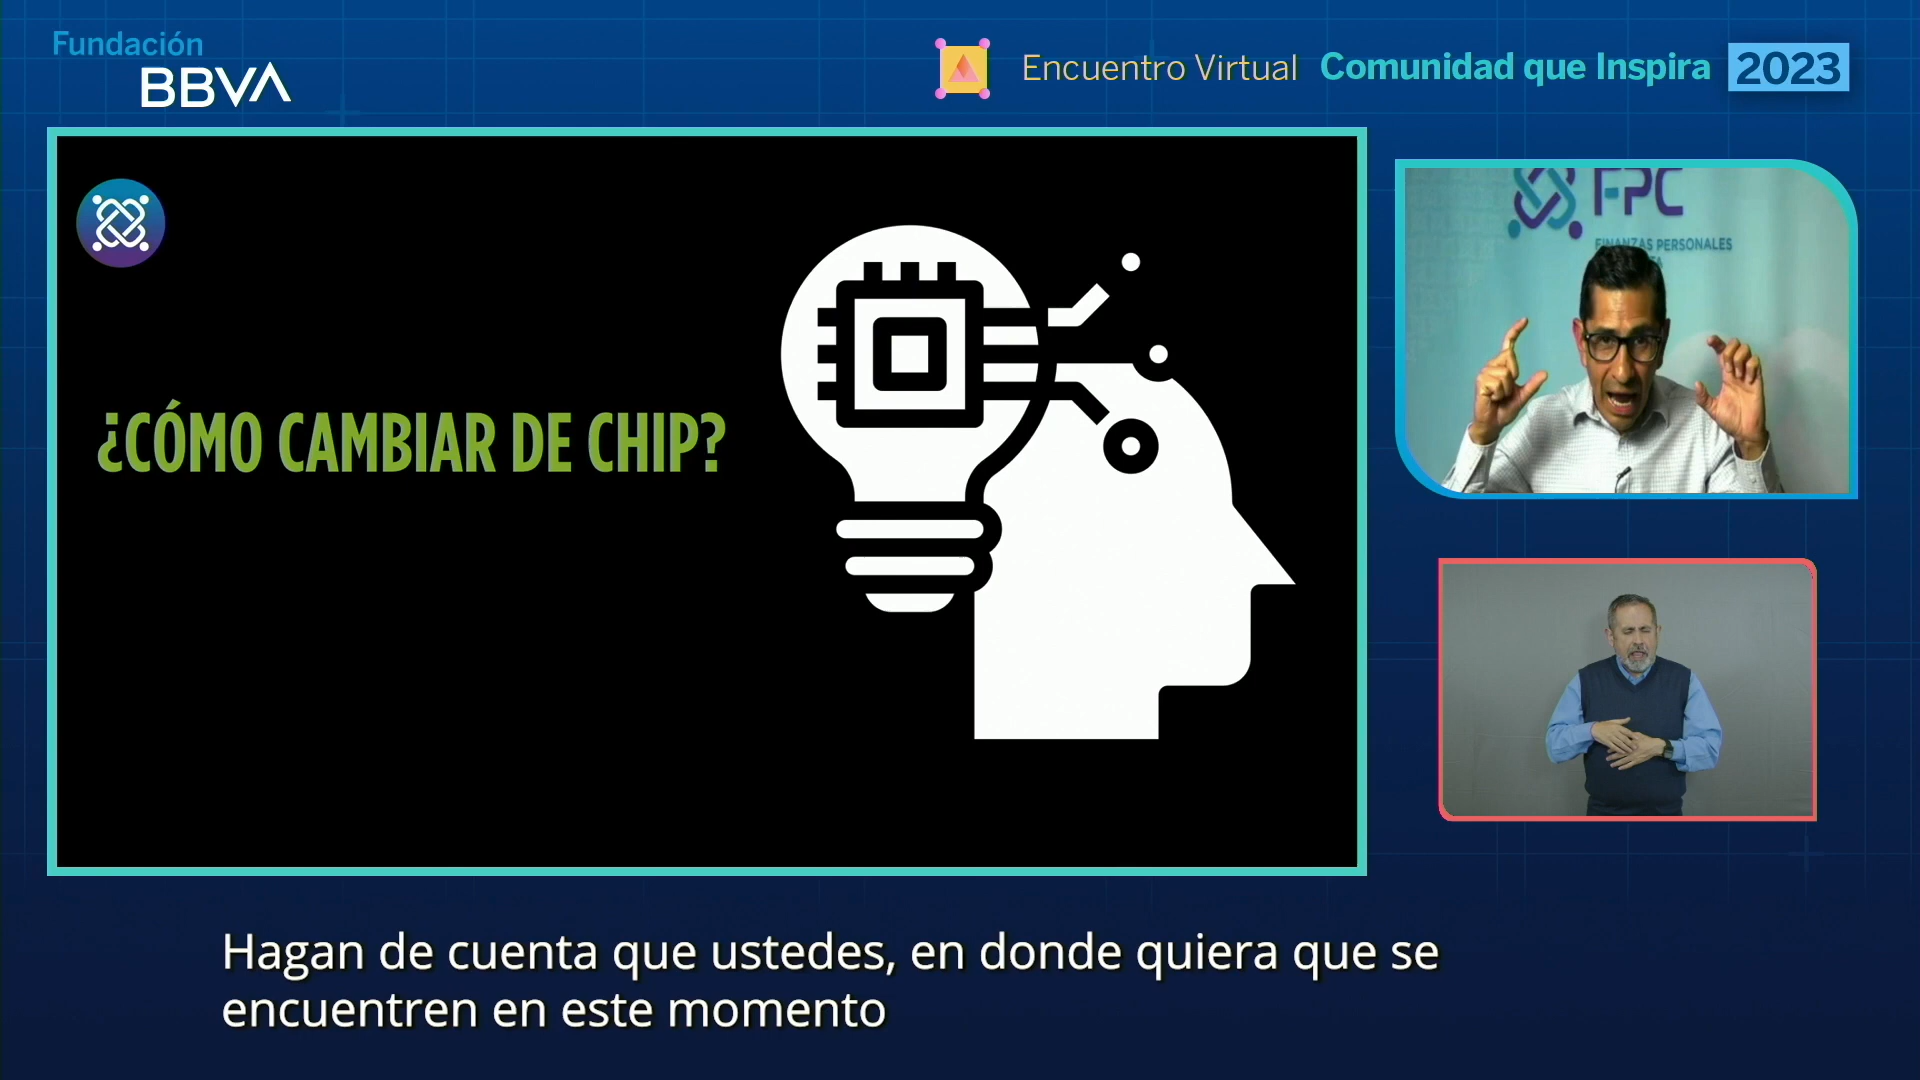 Fundación
BBVA
Encuentro Virtual Comunidad que Inspira 2023
¿CÓMO CAMBIAR DE CHIP?
FPC
FINANZAS PERSONALES
Hagan de cuenta que ustedes, en donde quiera que se
encuentren en este momento